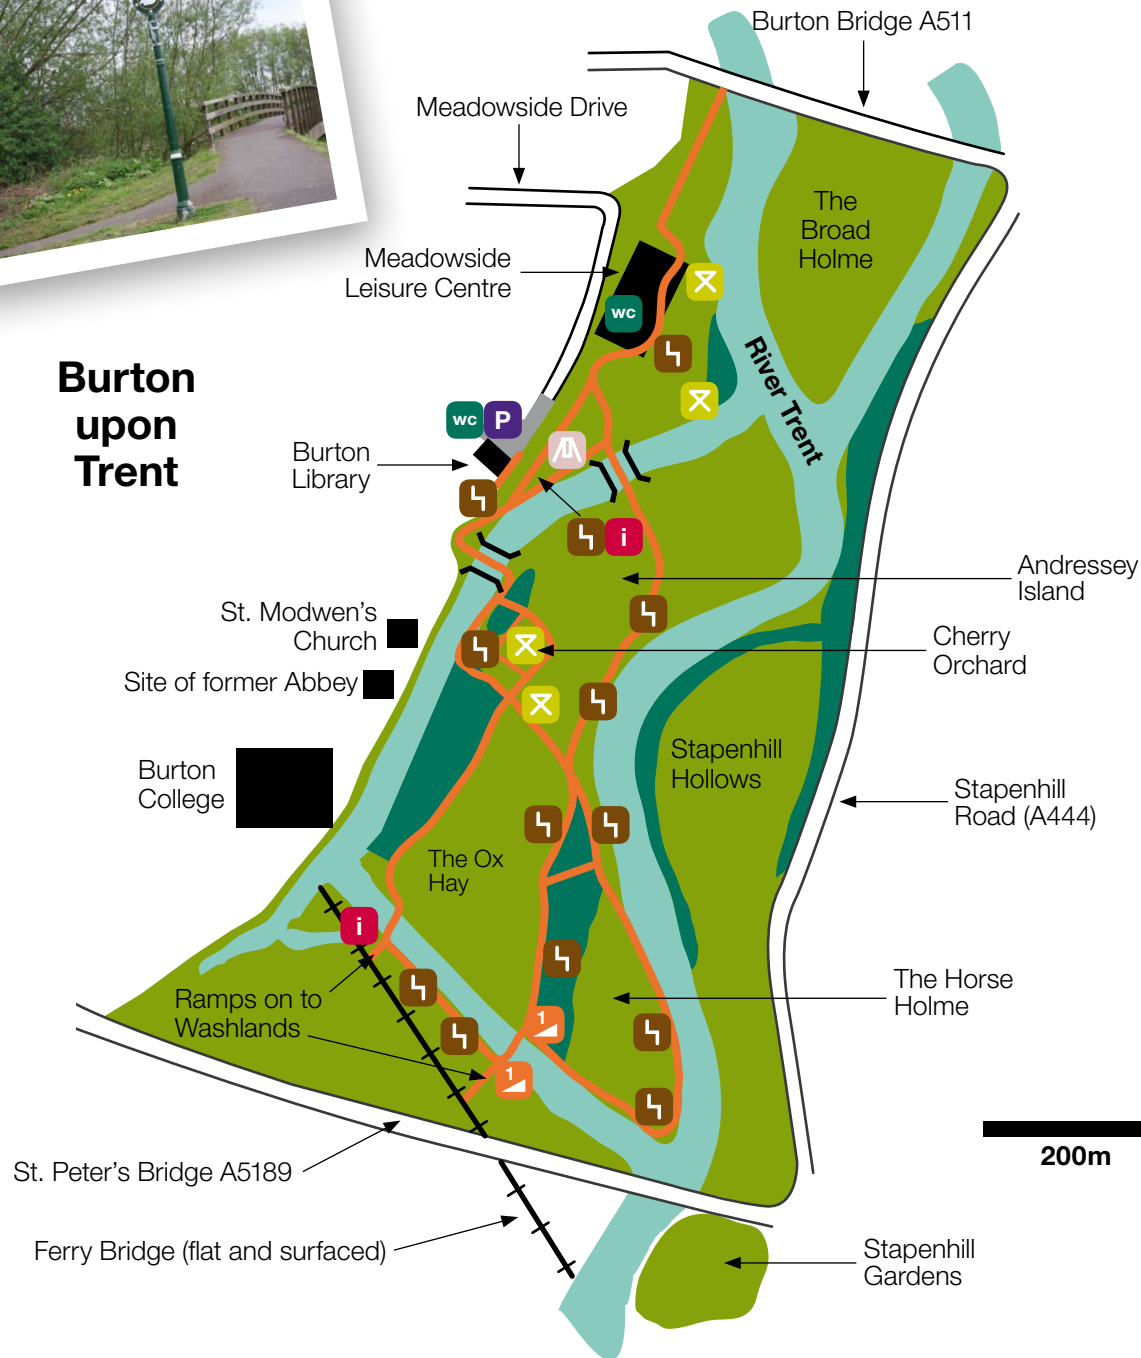 Burton Bridge A511
Meadowside Drive
The
Broad
Holme
Meadowside
Leisure Centre
wc
River Trent
Burton
upon
Trent
wc
P
Burton
Library
i
Andressey
Island
St. Modwen's
Church
Cherry
Orchard
Site of former Abbey
Stapenhill
Hollows
Burton
College
Stapenhill
Road (A444)
The Ox
Hay
i
Ramps on to
Washlands
The Horse
Holme
1
1
200m
St. Peter's Bridge A5189
Ferry Bridge (flat and surfaced)
Stapenhill
Gardens